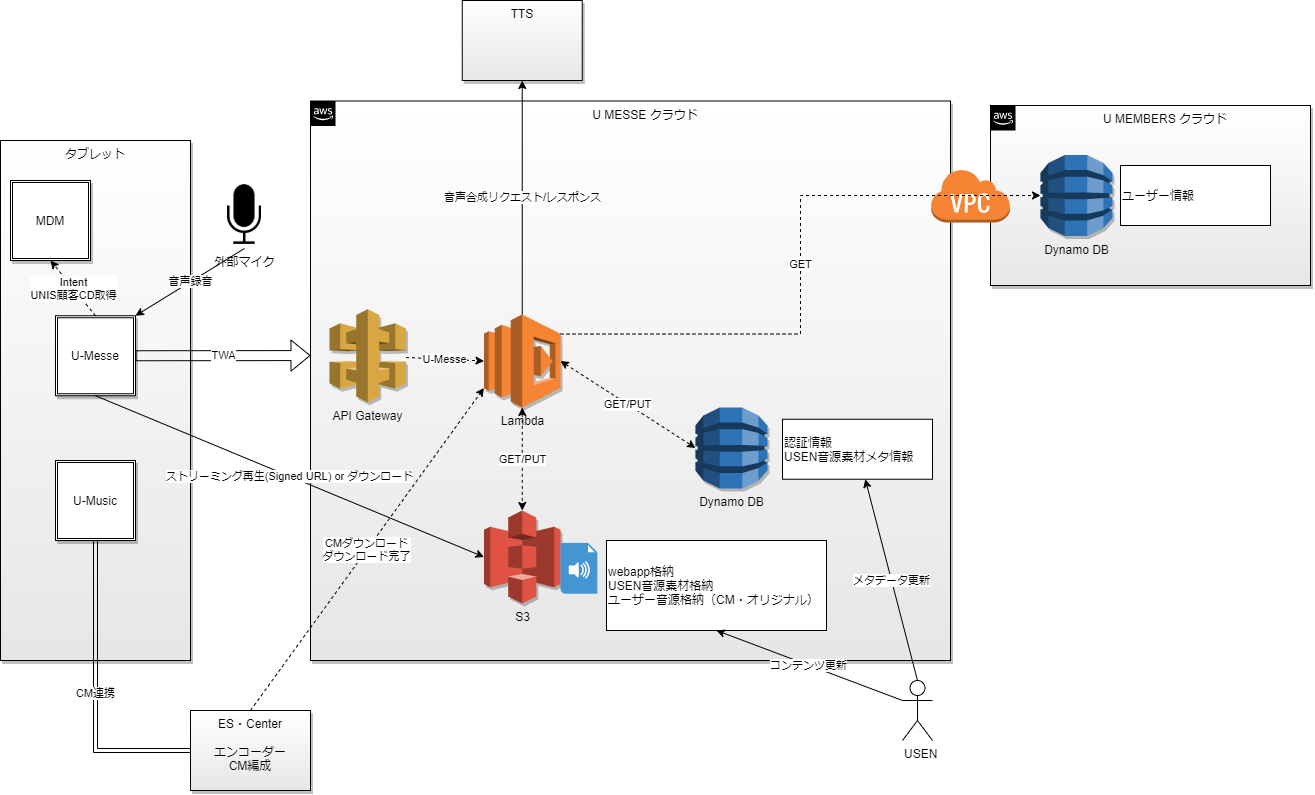 TTS
aws
U MESSE クラウド
aws
U MEMBERS クラウド
タブレット
MDM
音声合成リクエスト/レスポンス
VPC
ユーザー情報
Dynamo DB
外部マイク
GET
Intent
UNIS顧客CD取得
音声録音
U-Messe
TWA
U-Messe
API Gateway
Lambda
GET/PUT
認証情報
USEN音源素材メタ情報
GET/PUT
Dynamo DB
ストリーミング再生(Signed URL) or ダウンロード
U-Music
CMダウンロード
ダウンロード完了
webapp格納
USEN音源素材格納
ユーザー音源格納（CM・オリジナル）
S3
メタデータ更新
コンテンツ更新
CM連携
ES・Center
エンコーダー
CM編成
USEN